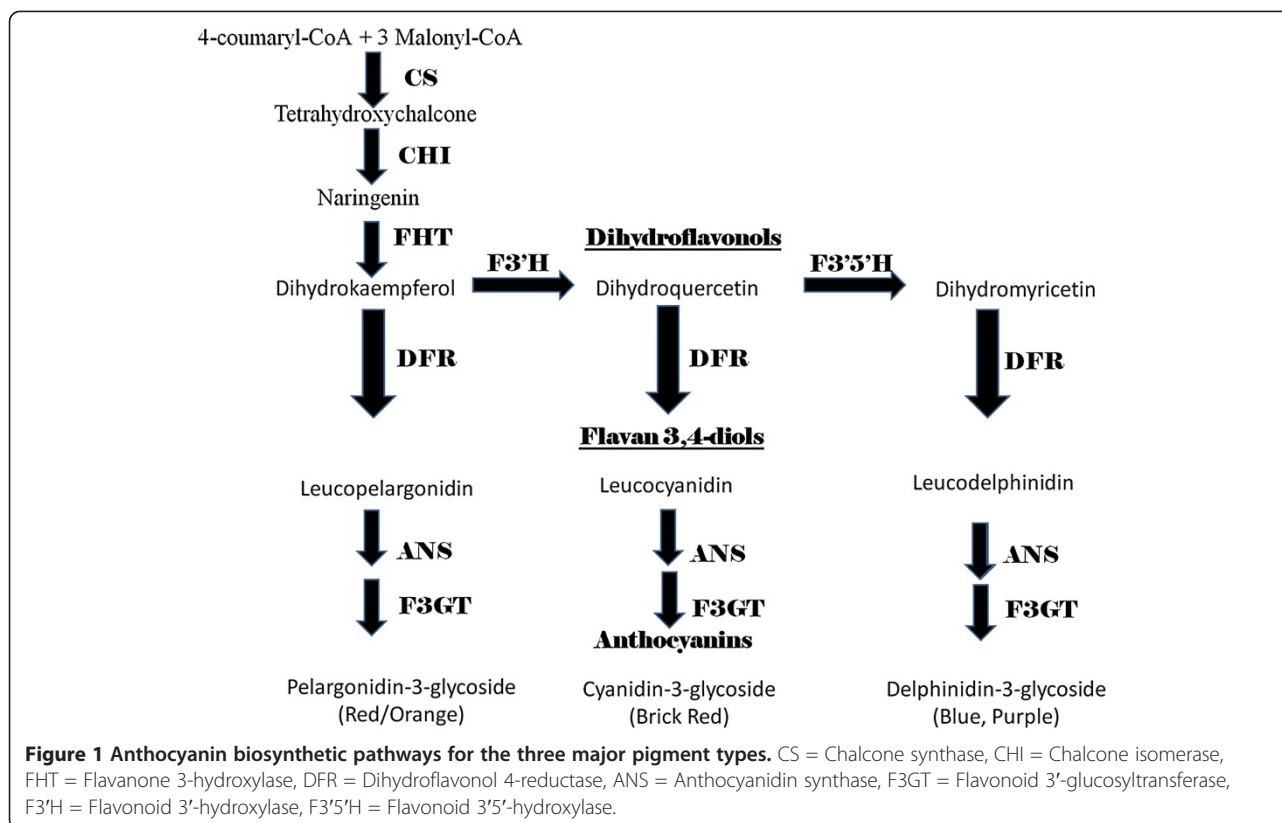 4-coumaryl-CoA + 3 Malonyl-CoA
CS
Tetrahydroxychalcone
CHI
Naringenin
FHT
Dihydroflavonols
F3'H
F3'5'H
Dihydrokaempferol
Dihydroquercetin
Dihydromyricetin
DFR
DFR
DFR
Flavan 3,4-diols
Leucopelargonidin
Leucocyanidin
Leucodelphinidin
ANS
ANS
ANS
F3GT
F3GT
F3GT
Anthocyanins
Pelargonidin-3-glycoside
(Red/Orange)
Cyanidin-3-glycoside
(Brick Red)
Delphinidin-3-glycoside
(Blue, Purple)
Figure 1 Anthocyanin biosynthetic pathways for the three major pigment types. CS = Chalcone synthase, CHI = Chalcone isomerase,
FHT = Flavanone 3-hydroxylase, DFR = Dihydroflavonol 4-reductase, ANS = Anthocyanidin synthase, F3GT = Flavonoid 3′-glucosyltransferase,
F3′H = Flavonoid 3′-hydroxylase, F3′5′H = Flavonoid 3′5′-hydroxylase.